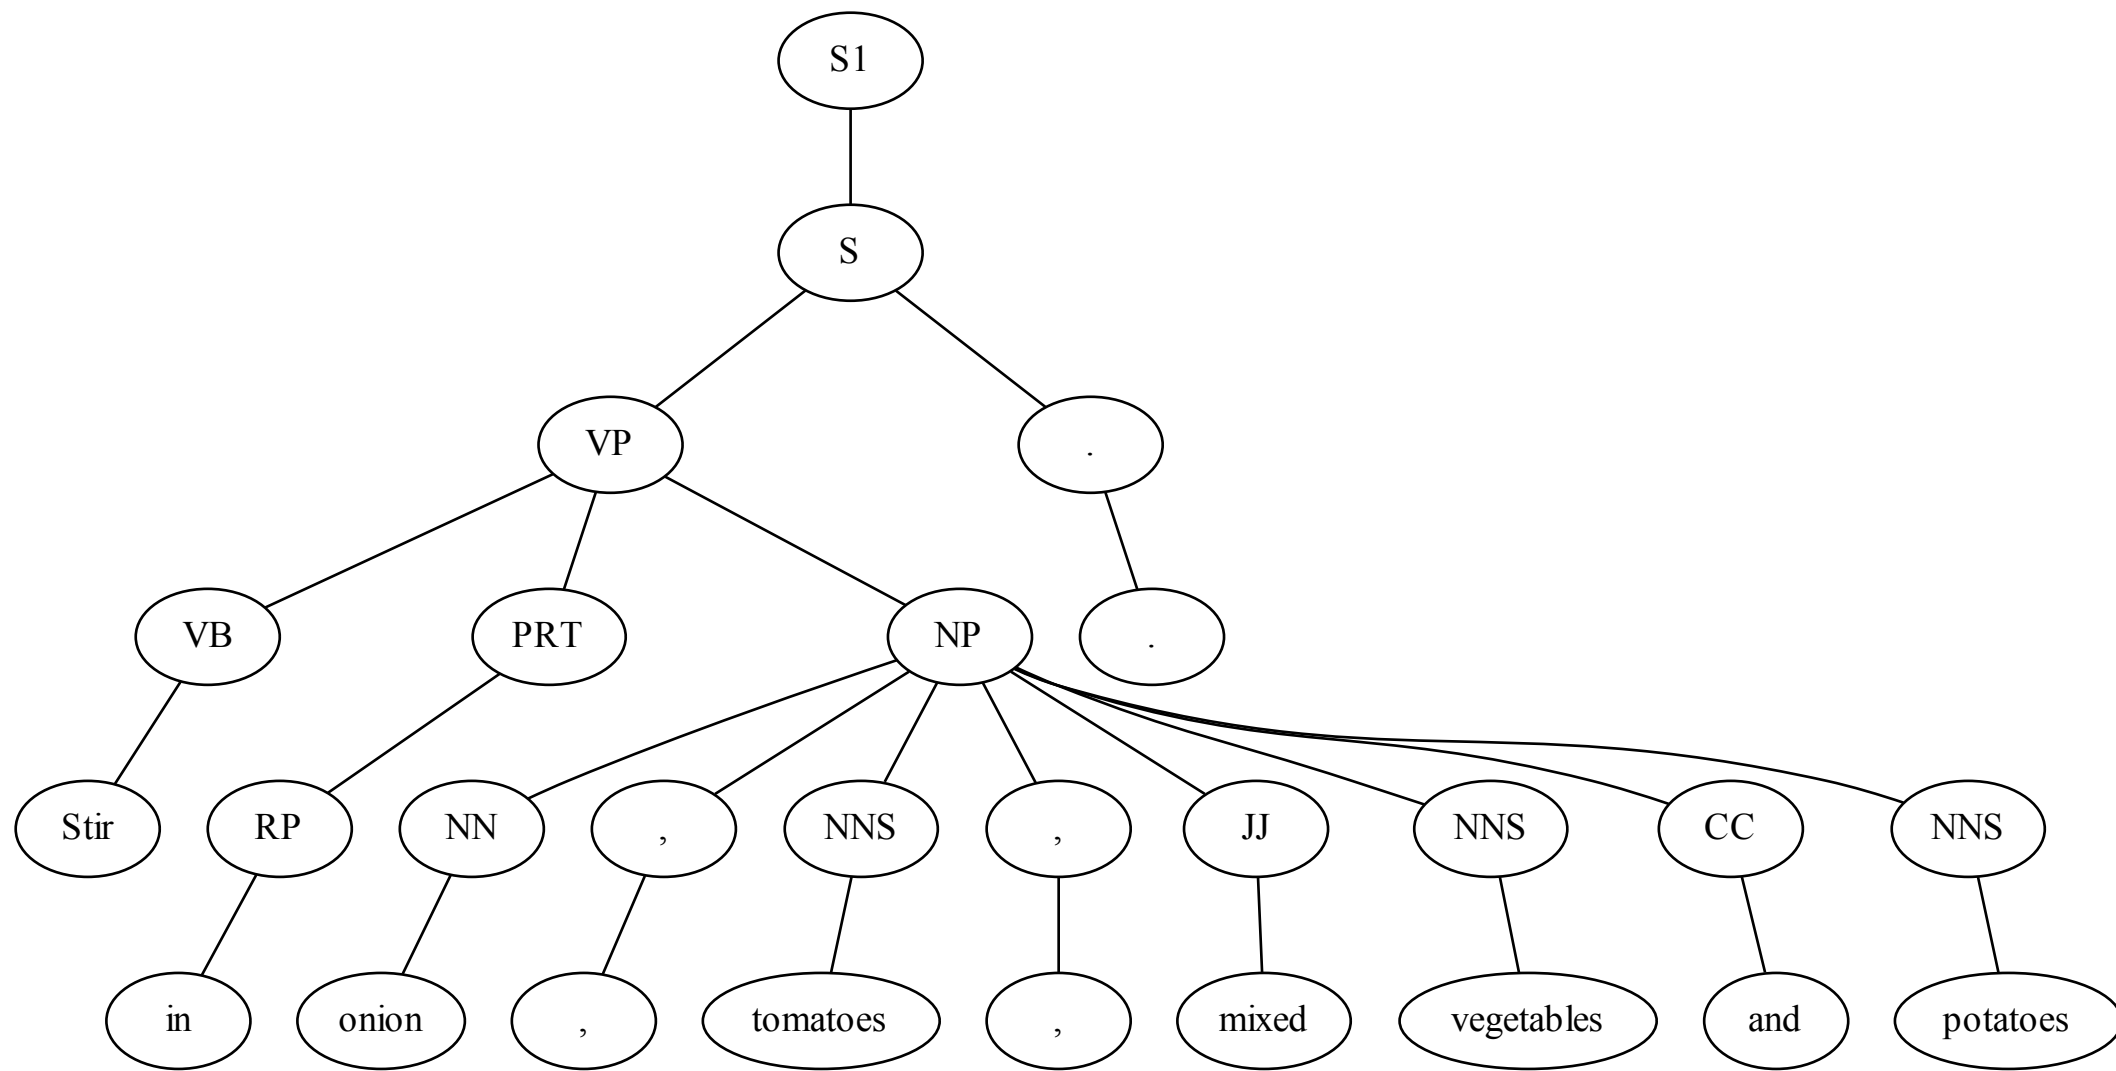 S1
S
VP .
VB PRT NP .
Stir RP NN , NNS , JJ NNS CC NNS
in onion , tomatoes , mixed vegetables and potatoes